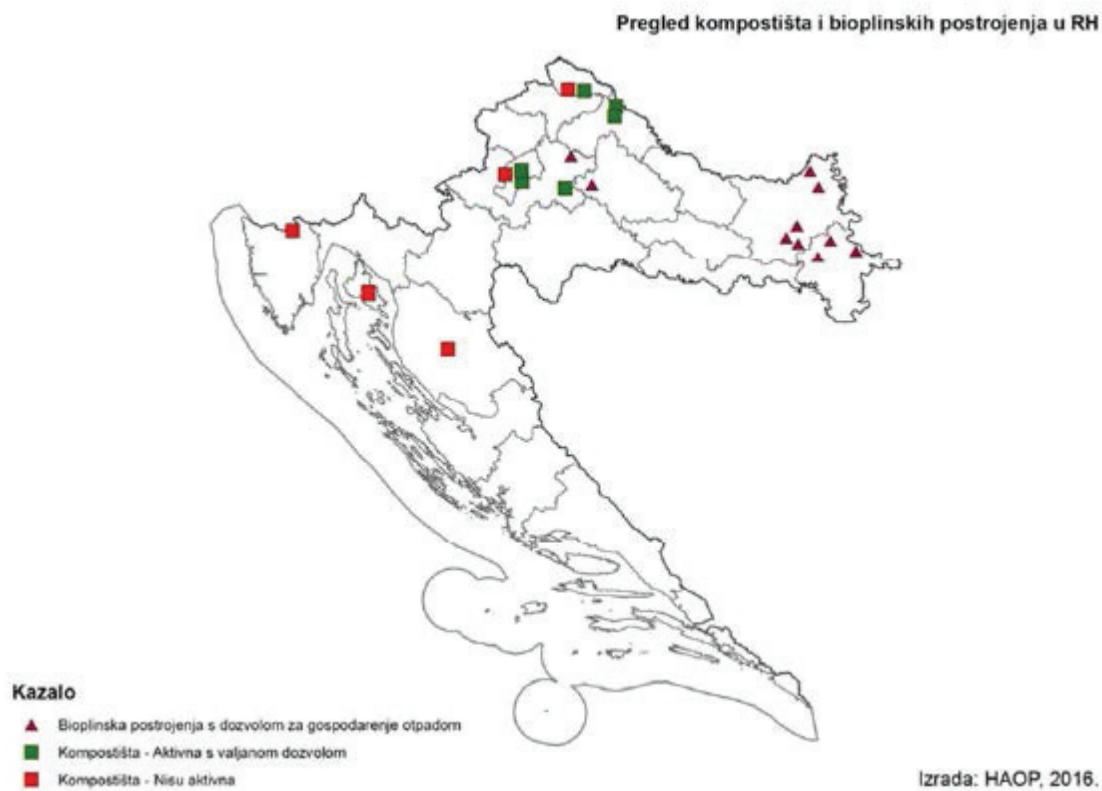 Pregled kompostišta i bioplinskih postrojenja u RH
Kazalo
Bioplinska postrojenja s dozvolom za gospodarenje otpadom
Kompostišta - Aktivna s valjanom dozvolom
Kompostišta - Nisu aktivna
Izrada: HAOP, 2016.